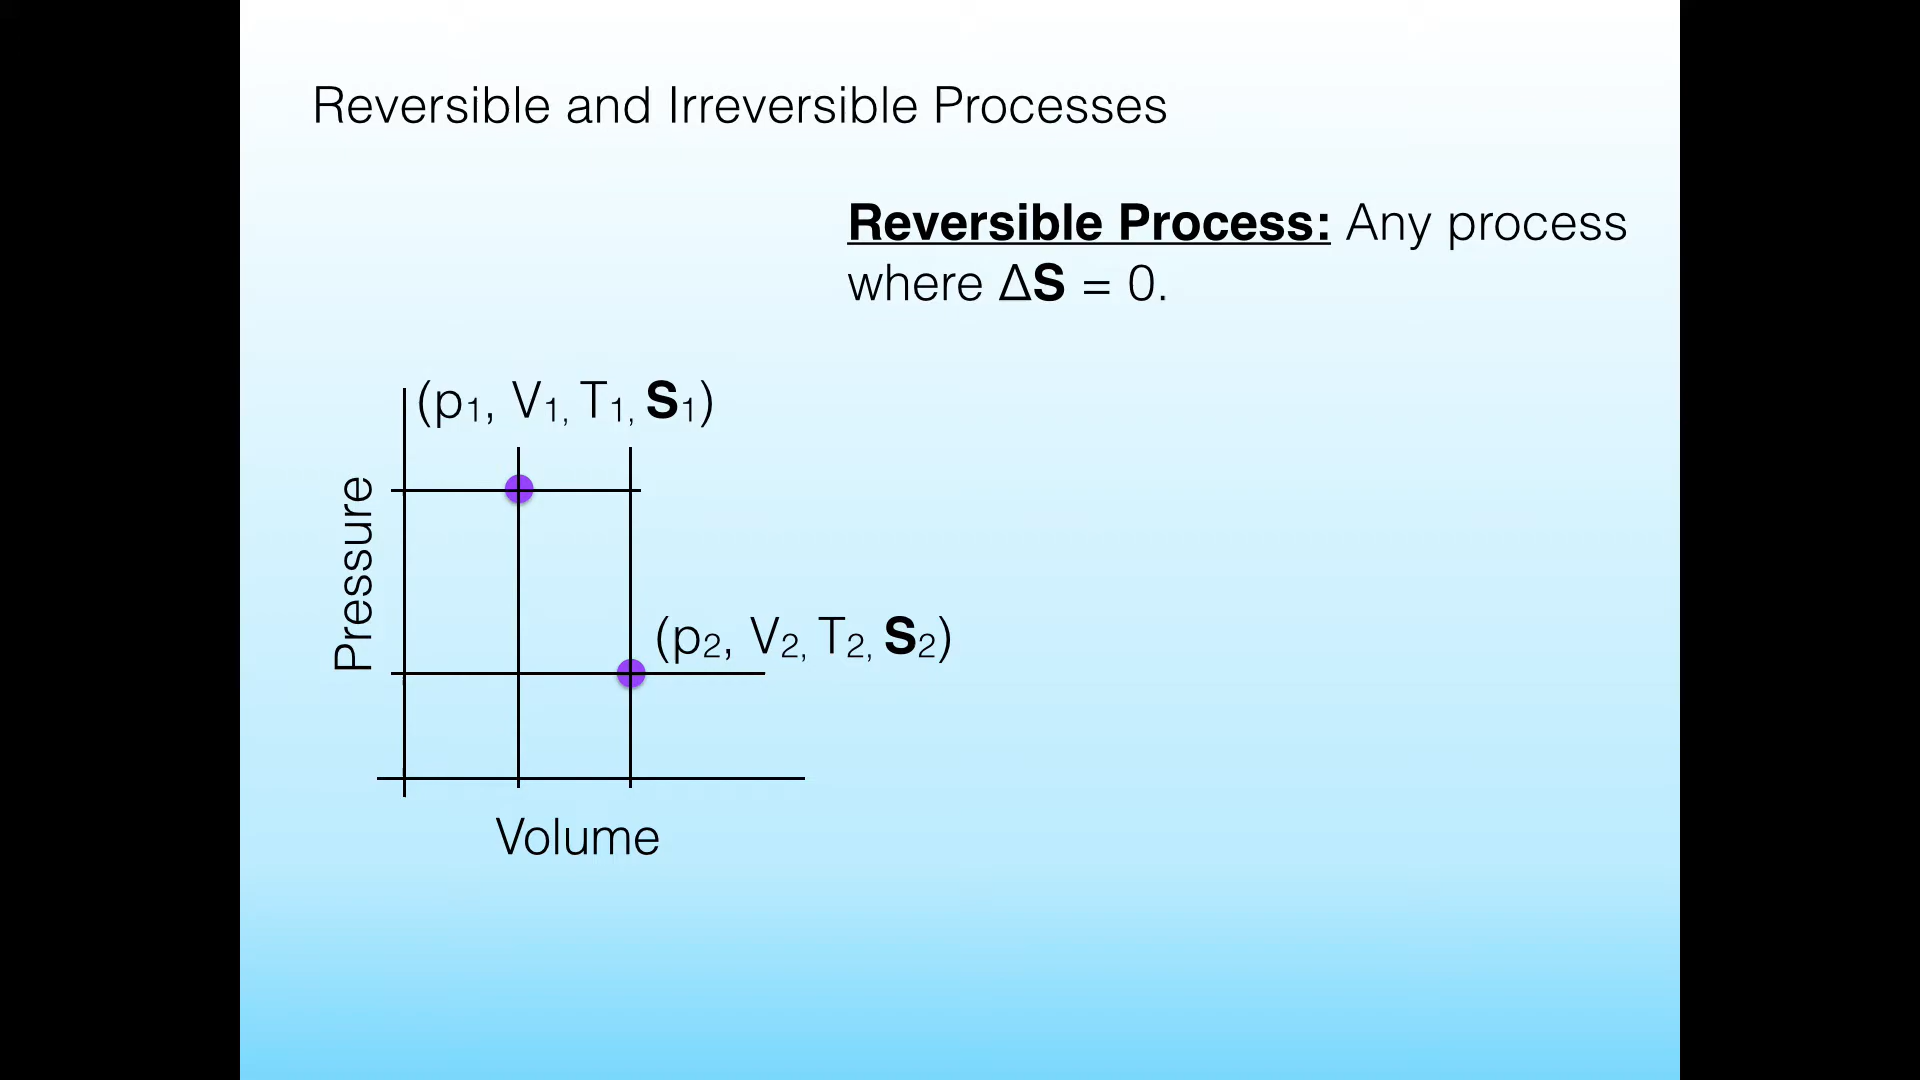 Reversible and Irreversible Processes
Reversible Process: Any process
where ΔS = 0.
(p₁, V₁, T₁, S₁)
Pressure
(p₂, V₂, T₂, S₂)
Volume